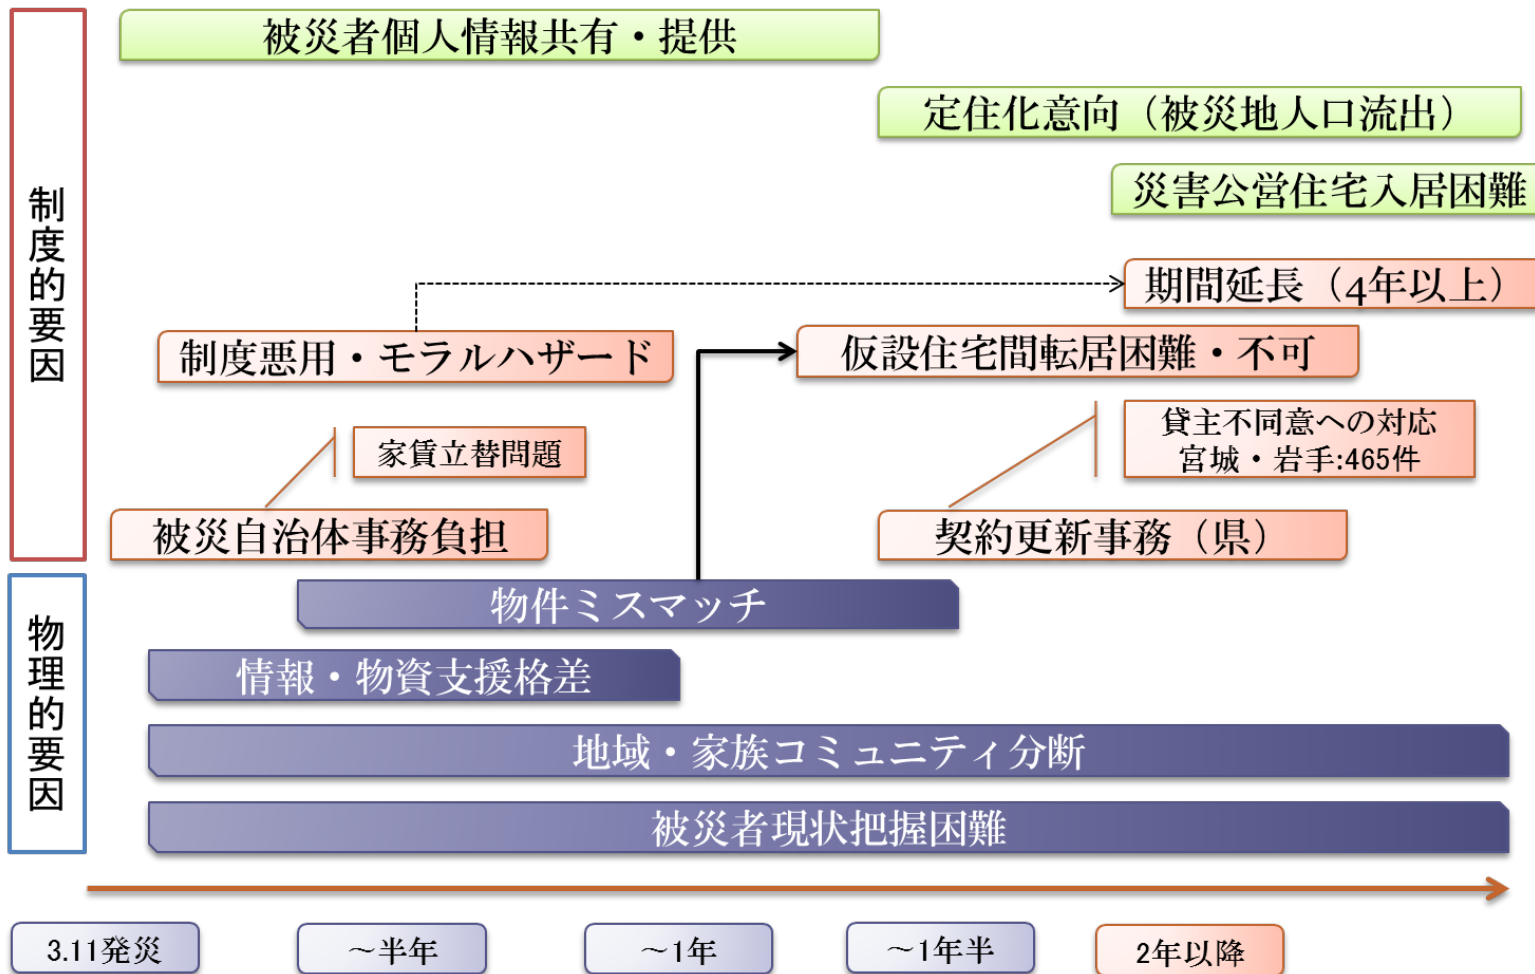 制度的要因
被災者個人情報共有・提供
定住化意向（被災地人口流出）
災害公営住宅入居困難
期間延長（4年以上）
制度悪用・モラルハザード
仮設住宅間転居困難・不可
家賃立替問題
貸主不同意への対応
宮城・岩手:465件
被災自治体事務負担
契約更新事務（県）
物理的要因
物件ミスマッチ
情報・物資支援格差
地域・家族コミュニティ分断
被災者現状把握困難
3.11発災
～半年
～1年
～1年半
2年以降